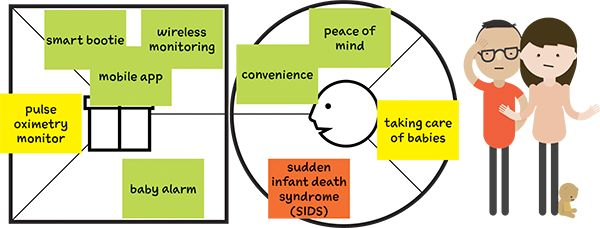 smart bootie
wireless
monitoring
mobile app
pulse
oximetry
monitor
baby alarm
peace of
mind
convenience
taking care
of babies
sudden
infant death
syndrome
(SIDS)